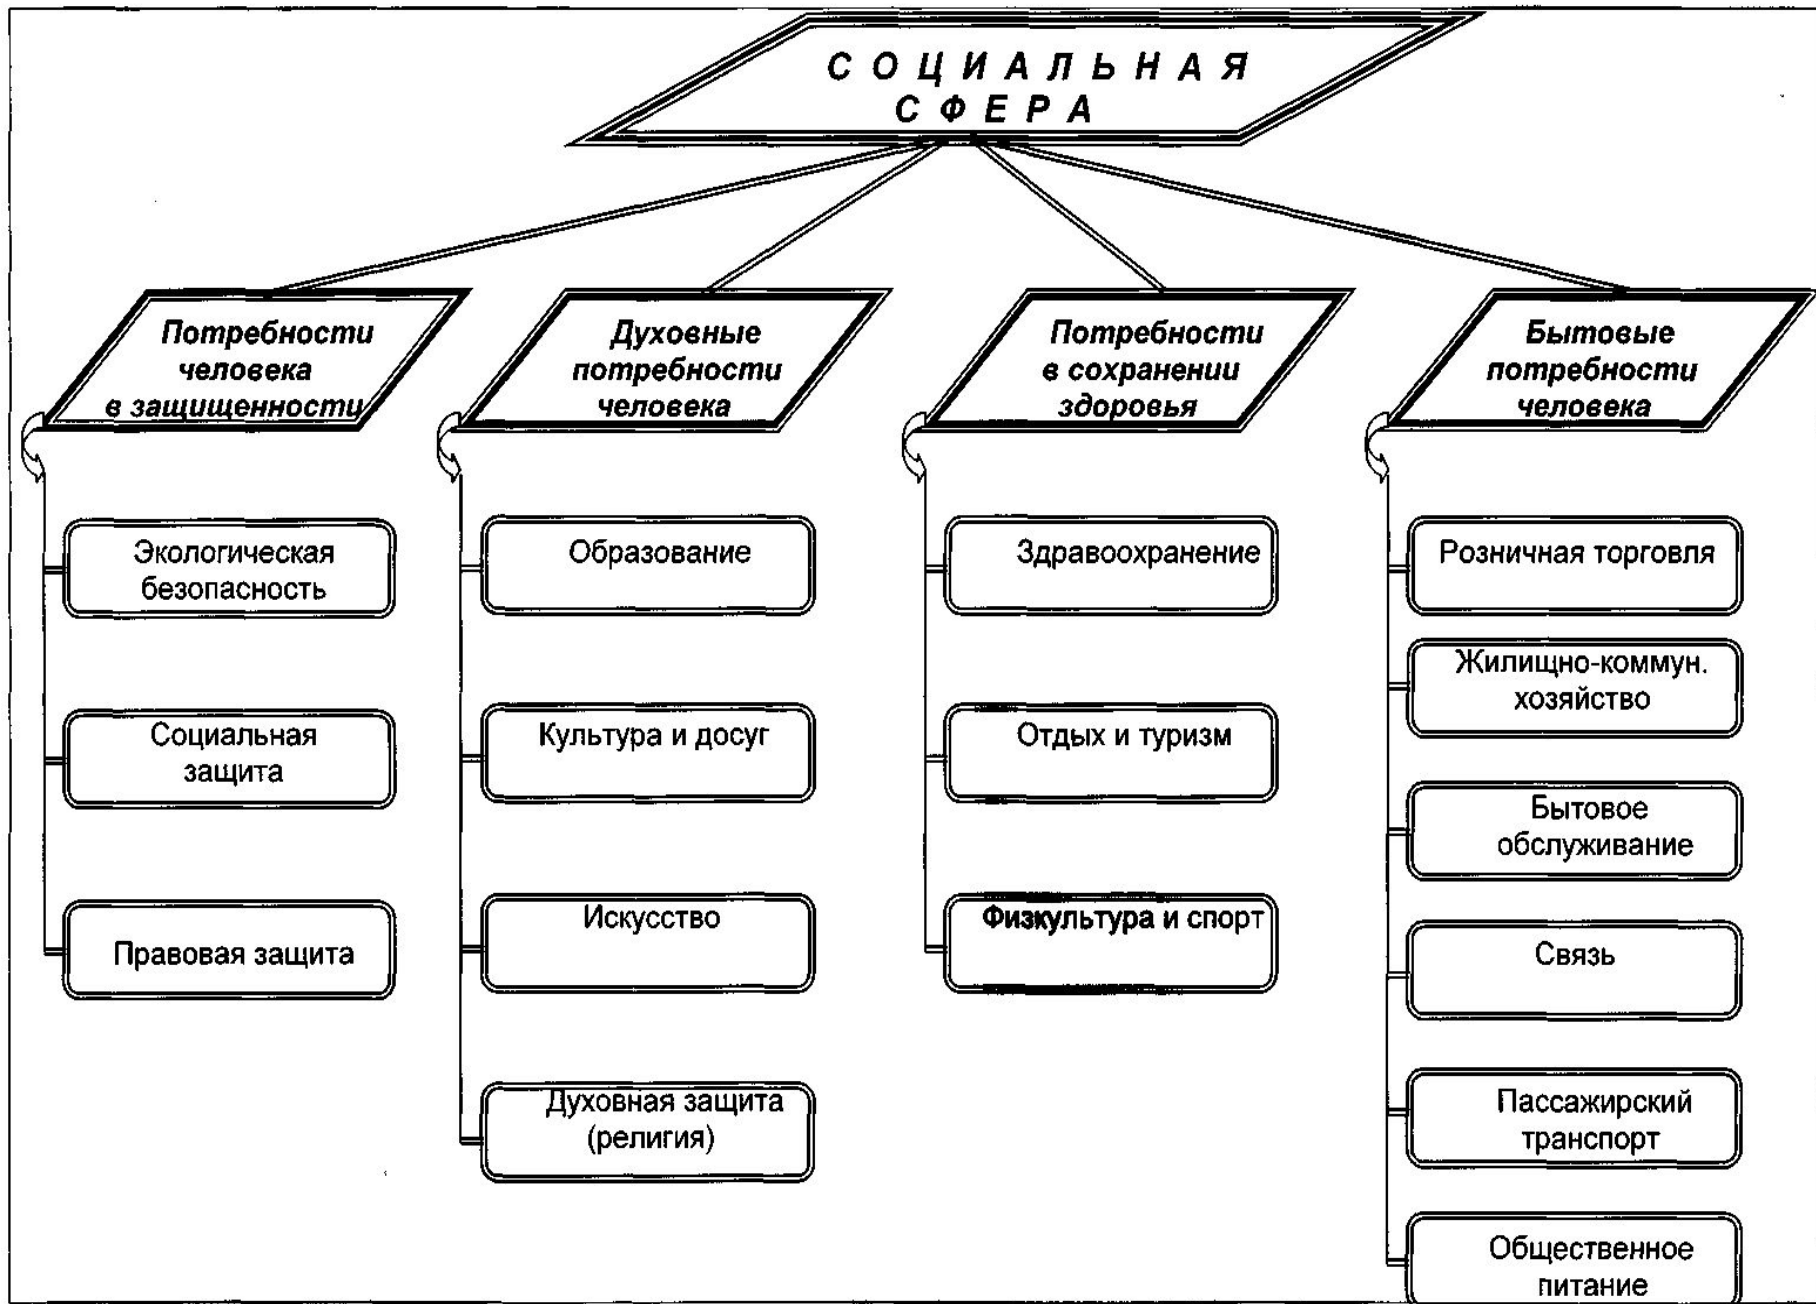 СОЦИАЛЬНАЯ
СФЕРА
Потребности
человека
в защищенности
Экологическая
безопасность
Социальная
защита
Правовая защита
Духовные
потребности
человека
Образование
Культура и досуг
Искусство
Духовная защита
(религия)
Потребности
в сохранении
здоровья
Здравоохранение
Отдых и туризм
Физкультура и спорт
Бытовые
потребности
человека
Розничная торговля
Жилищно-коммун.
хозяйство
Бытовое
обслуживание
Связь
Пассажирский
транспорт
Общественное
питание